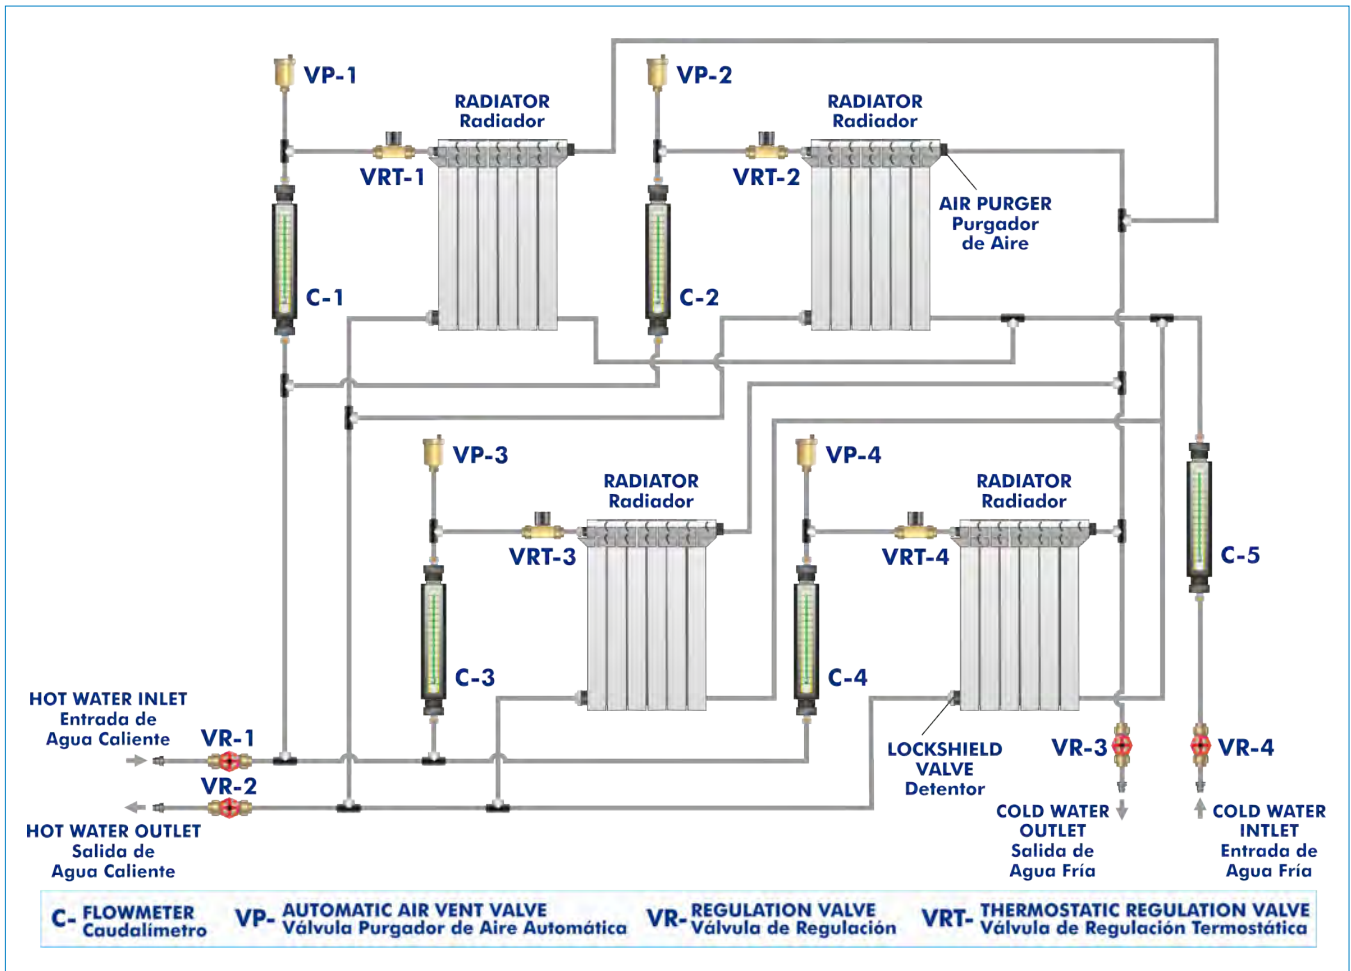 VP-1
VP-2
RADIATOR
Radiador
RADIATOR
Radiador
VRT-1
VRT-2
AIR PURGER
Purgador
de Aire
C-1
C-2
VP-3
VP-4
RADIATOR
Radiador
RADIATOR
Radiador
VRT-3
VRT-4
C-5
C-3
C-4
HOT WATER INLET
Entrada de
Agua Caliente
VR-1
VR-2
HOT WATER OUTLET
Salida de
Agua Caliente
LOCKSHIELD
VALVE
Detentor
VR-3
VR-4
COLD WATER
OUTLET
Salida de
Agua Fría
COLD WATER
INTLET
Entrada de
Agua Fría
C- FLOWMETER
Caudalímetro
VP- AUTOMATIC AIR VENT VALVE
Válvula Purgador de Aire Automática
VR- REGULATION VALVE
Válvula de Regulación
VRT- THERMOSTATIC REGULATION VALVE
Válvula de Regulación Termostática